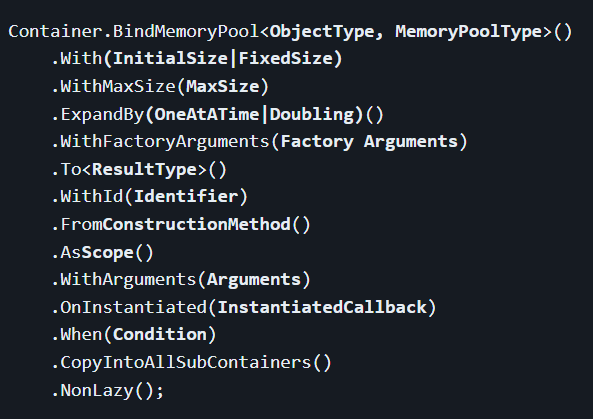 Container.BindMemoryPool<ObjectType, MemoryPoolType>()
    .With(InitialSize|FixedSize)
    .WithMaxSize(MaxSize)
    .ExpandBy(OneAtATime|Doubling)()
    .WithFactoryArguments(Factory Arguments)
    .To<ResultType>()
    .WithId(Identifier)
    .FromConstructionMethod()
    .AsScope()
    .WithArguments(Arguments)
    .OnInstantiated(InstantiatedCallback)
    .When(Condition)
    .CopyIntoAllSubContainers()
    .NonLazy();